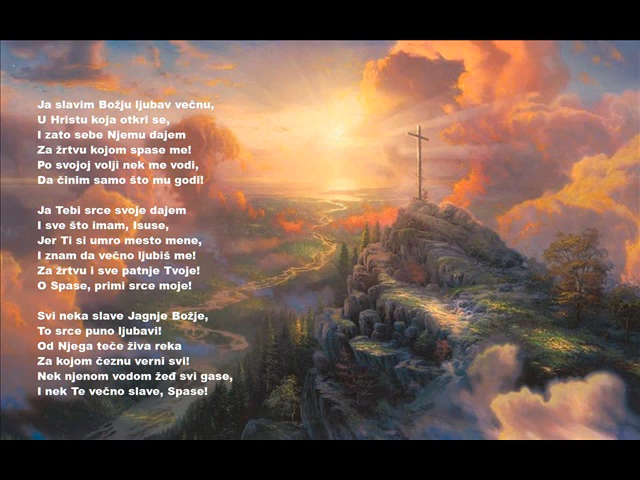 Ja slavim Božju ljubav večnu,
U Hristu koja otkri se,
I zato sebe Njemu dajem
Za žrtvu kojom spase me!
Po svojoj volji nek me vodi,
Da činim samo što mu godi!
Ja Tebi srce svoje dajem
I sve što imam, Isuse,
Jer Ti si umro mesto mene,
I znam da večno ljubiš me!
Za žrtvu i sve patnje Tvoje!
O Spase, primi srce moje!
Svi neka slave Jagnje Božje,
To srce puno ljubavi!
Od Njega teče živa reka
Za kojom čeznu verni svi!
Nek njenom vodom žeđ svi gase,
I nek Te večno slave, Spase!